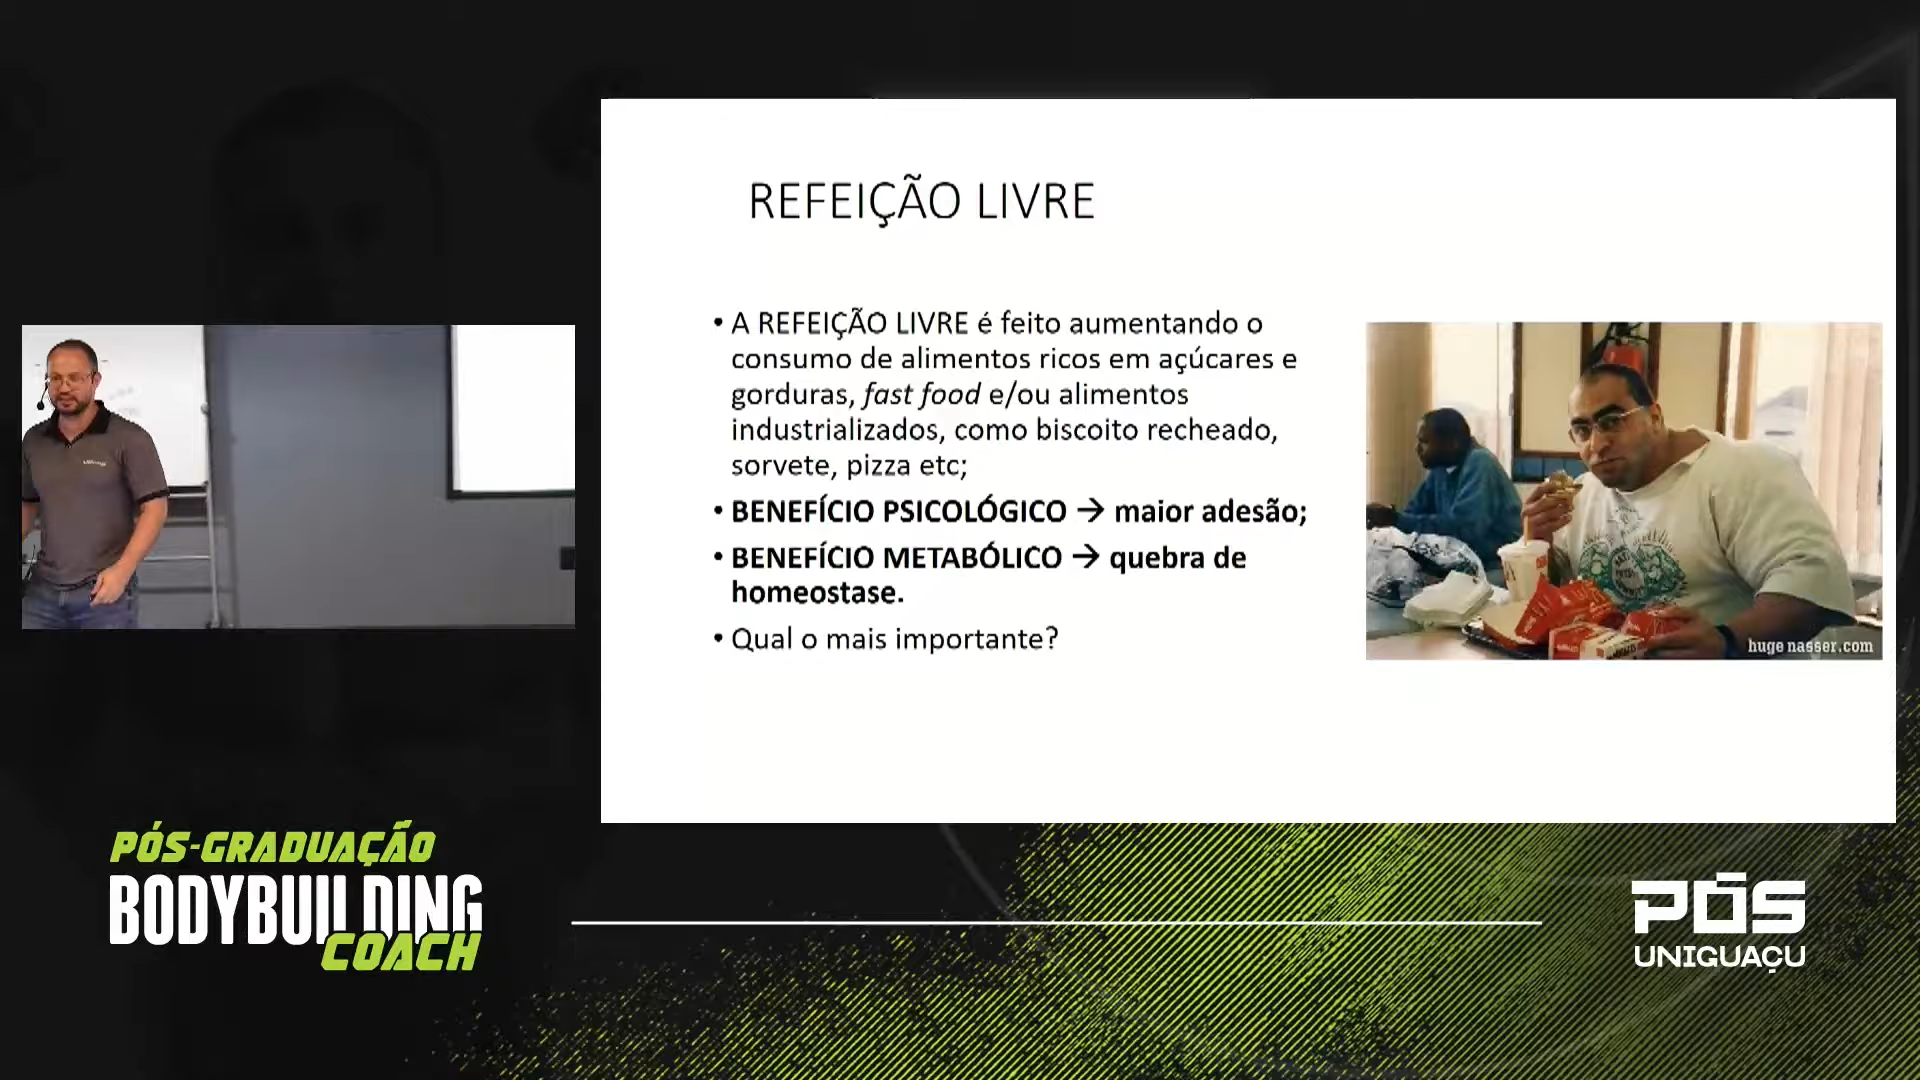 REFEIÇÃO LIVRE
• A REFEIÇÃO LIVRE é feito aumentando o
consumo de alimentos ricos em açúcares e
gorduras, fast food e/ou alimentos
industrializados, como biscoito recheado,
sorvete, pizza etc;
• BENEFÍCIO PSICOLÓGICO → maior adesão;
• BENEFÍCIO METABÓLICO → quebra de
homeostase.
• Qual o mais importante?
huge nasser.com
PÓS-GRADUAÇÃO
BODYBUILDING
COACH
PÓS
UNIGUAÇU